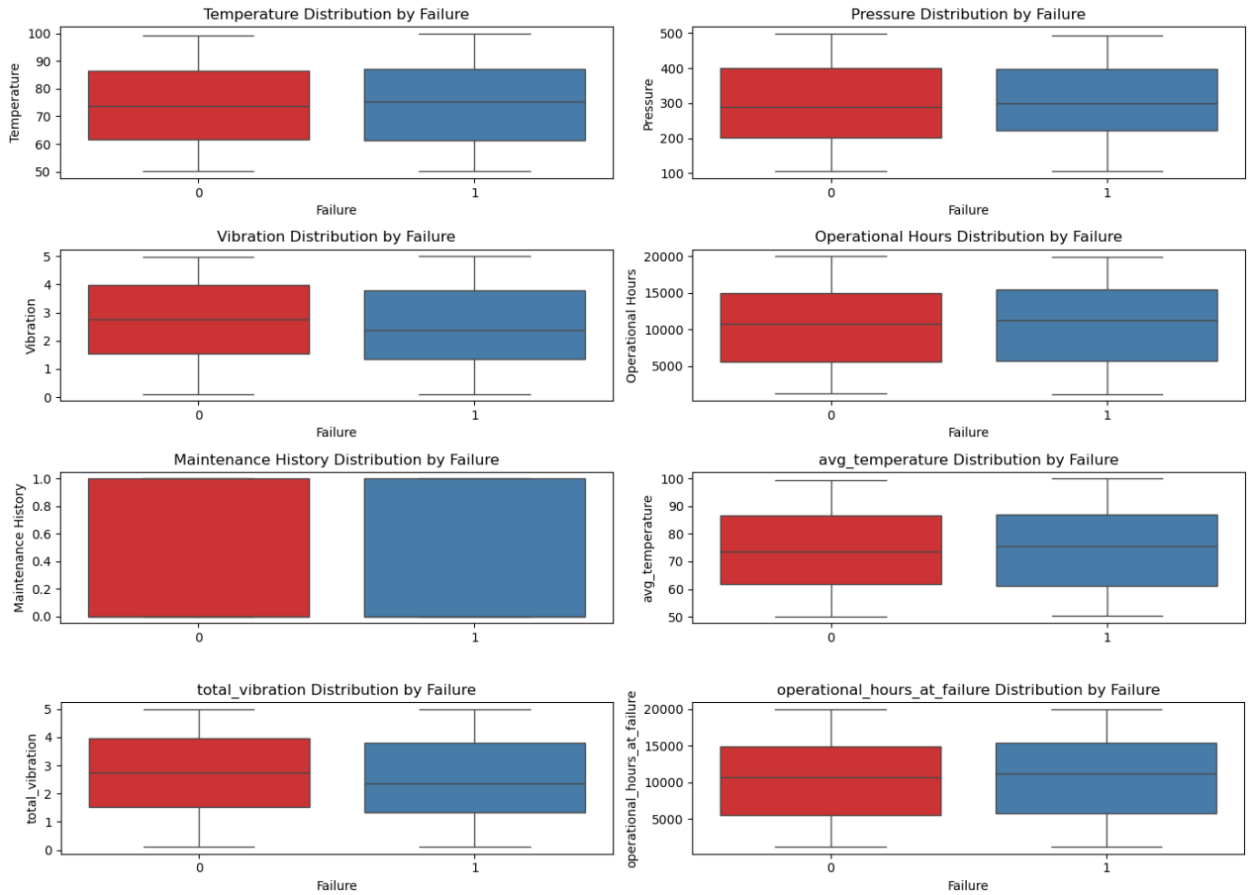 Temperature Distribution by Failure
Temperature
100
90
80
70
60
50
0
1
Failure
Pressure Distribution by Failure
Pressure
500
400
300
200
100
0
1
Failure
Vibration Distribution by Failure
Vibration
5
4
3
2
1
0
0
1
Failure
Operational Hours Distribution by Failure
Operational Hours
20000
15000
10000
5000
0
1
Failure
Maintenance History Distribution by Failure
Maintenance History
1.0
0.8
0.6
0.4
0.2
0.0
0
1
avg_temperature Distribution by Failure
avg_temperature
100
90
80
70
60
50
0
1
total_vibration Distribution by Failure
total_vibration
5
4
3
2
1
0
0
1
Failure
operational_hours_at_failure Distribution by Failure
operational_hours_at_failure
20000
15000
10000
5000
0
1
Failure